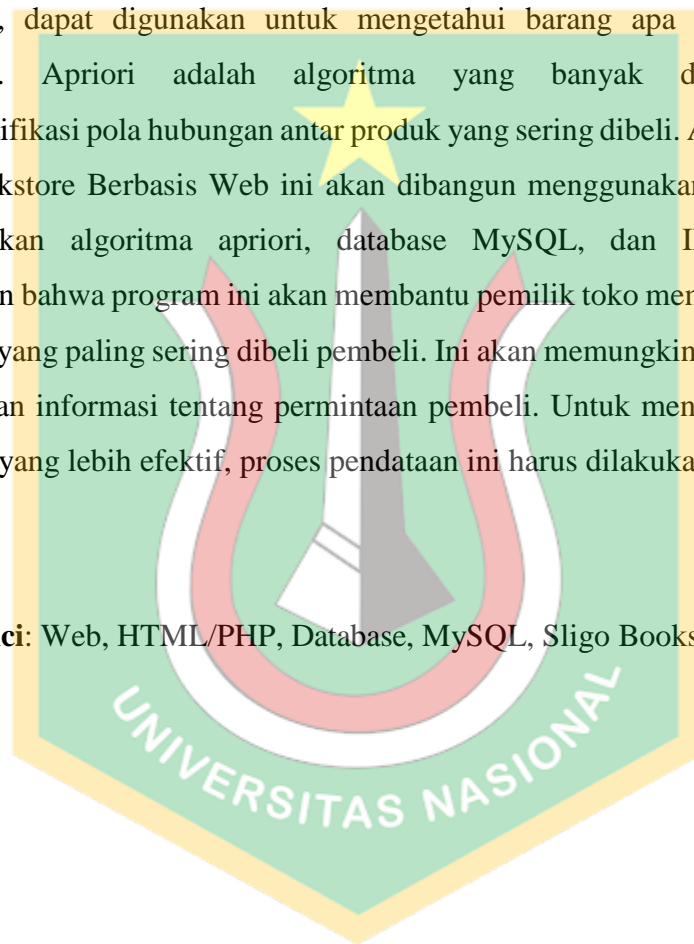 , dapat digunakan untuk mengetahui barang apa
. Apriori adalah algoritma yang banyak d
ifikasi pola hubungan antar produk yang sering dibeli. A
kstore Berbasis Web ini akan dibangun menggunakan
kan algoritma apriori, database MySQL, dan I
n bahwa program ini akan membantu pemilik toko men
yang paling sering dibeli pembeli. Ini akan memungkin
an informasi tentang permintaan pembeli. Untuk men
yang lebih efektif, proses pendataan ini harus dilakuka
ci: Web, HTML/PHP, Database, MySQL, Sligo Books
UNIVERSITAS NASIONAL